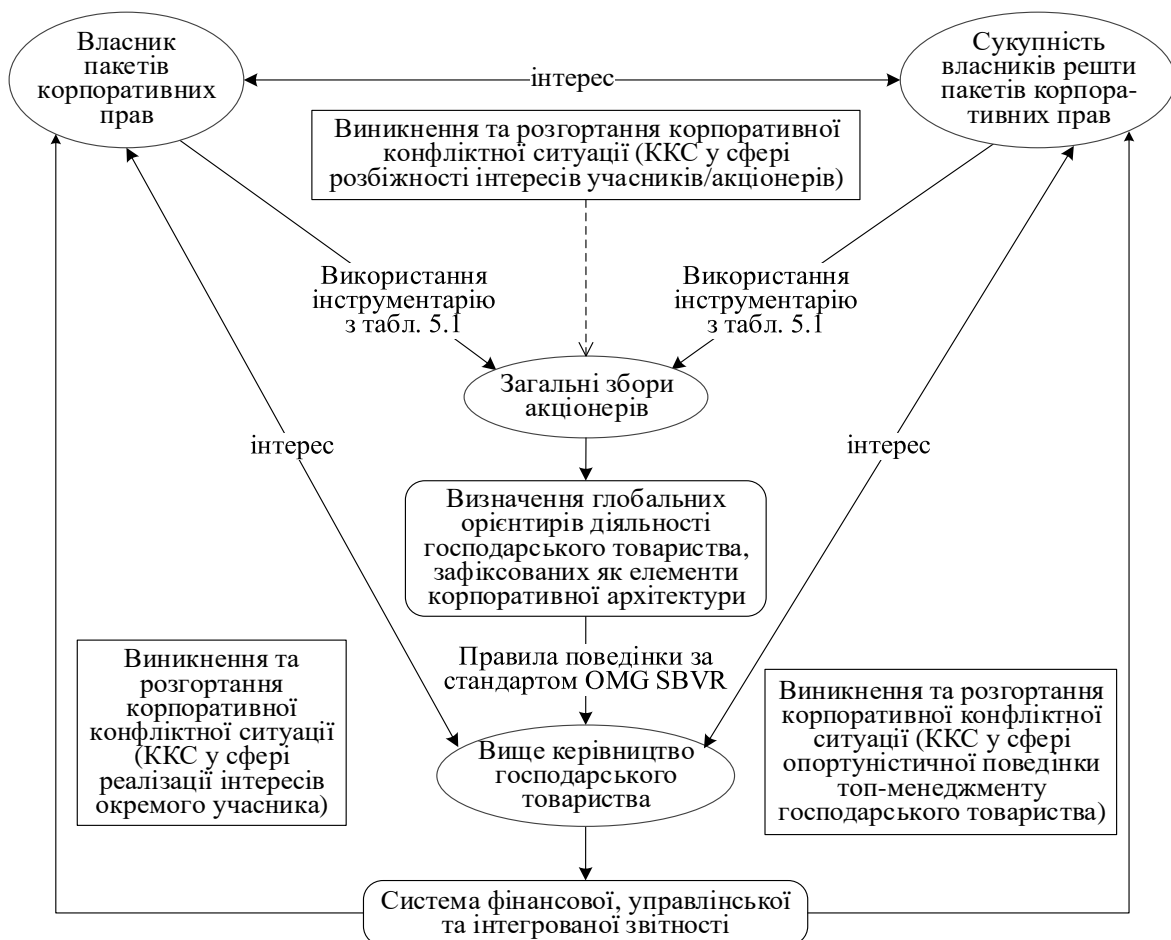 Власник
пакетів
корпоративних
прав
інтерес
Сукупність
власників решти
пакетів корпора-
тивних прав
Виникнення та розгортання корпоративної
конфліктної ситуації (ККС у сфері
розбіжності інтересів учасників/акціонерів)
Використання
інструментарію
з табл. 5.1
Використання
інструментарію
з табл. 5.1
Загальні збори
акціонерів
інтерес
інтерес
Визначення глобальних
орієнтирів діяльності
господарського товариства,
зафіксованих як елементи
корпоративної архітектури
Правила поведінки за
стандартом OMG SBVR
Виникнення та
розгортання
корпоративної
конфліктної ситуації
(ККС у сфері
реалізації інтересів
окремого учасника)
Вище керівництво
господарського
товариства
Виникнення та розгортання
корпоративної конфліктної
ситуації (ККС у сфері
опортуністичної поведінки
топ-менеджменту
господарського товариства)
Система фінансової, управлінської
та інтегрованої звітності